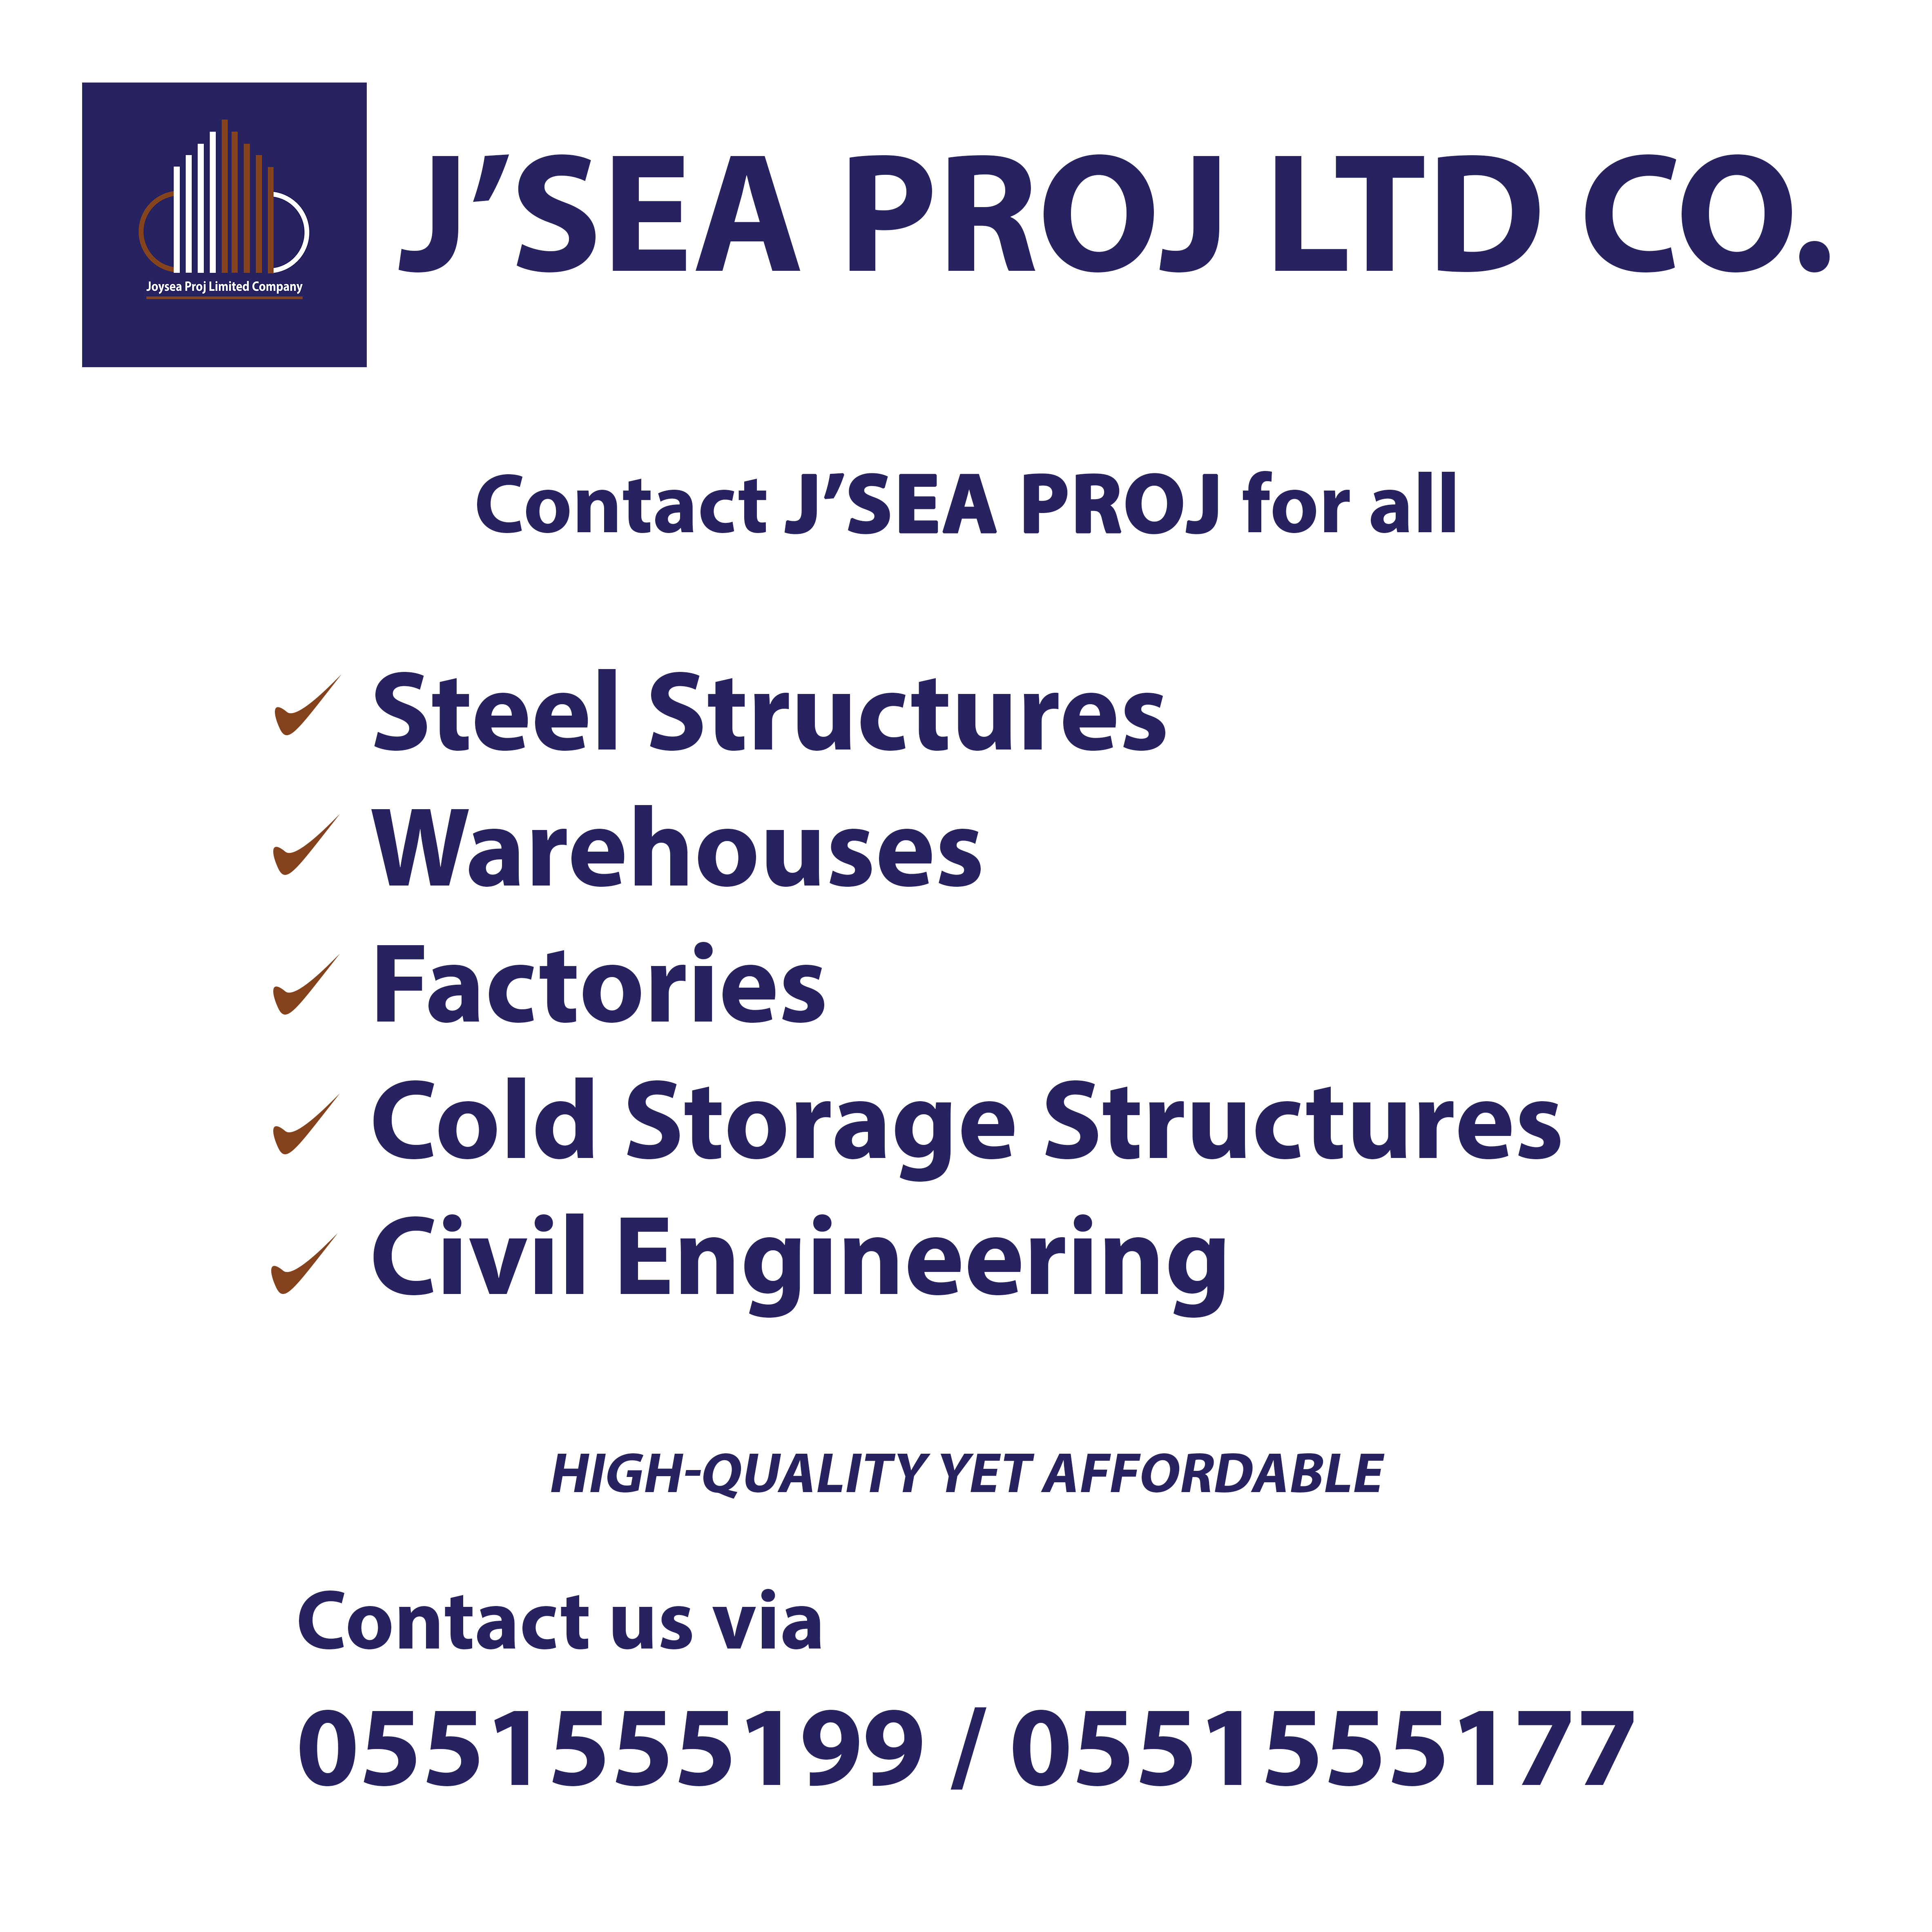 Joysea Proj Limited Company
J’SEA PROJ LTD CO.
Contact J’SEA PROJ for all
Steel Structures
Warehouses
Factories
Cold Storage Structures
Civil Engineering
HIGH-QUALITY YET AFFORDABLE
Contact us via
0551555199 / 0551555177